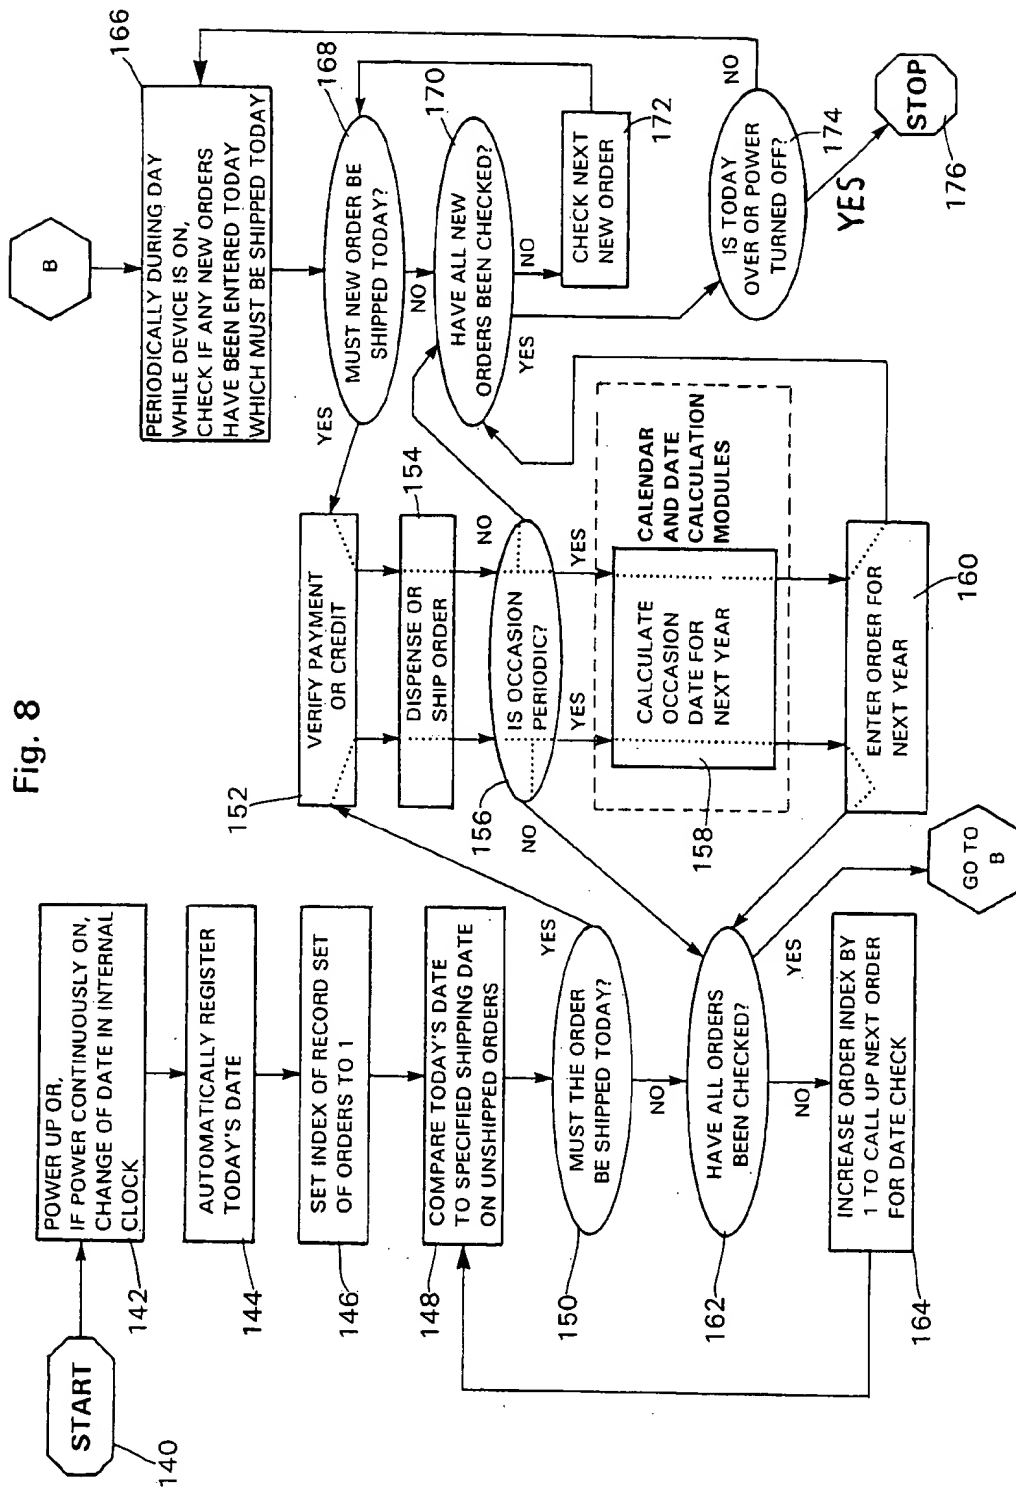 Fig. 8
START
140
POWER UP OR,
IF POWER CONTINUOUSLY ON,
CHANGE OF DATE IN INTERNAL
CLOCK
142
AUTOMATICALLY REGISTER
TODAY'S DATE
144
SET INDEX OF RECORD SET
OF ORDERS TO 1
146
COMPARE TODAY'S DATE
TO SPECIFIED SHIPPING DATE
ON UNSHIPPED ORDERS
148
YES
MUST THE ORDER
BE SHIPPED TODAY?
150
NO
HAVE ALL ORDERS
BEEN CHECKED?
162
YES
NO
INCREASE ORDER INDEX BY
1 TO CALL UP NEXT ORDER
FOR DATE CHECK
164
GO TO
B
152
VERIFY PAYMENT
OR CREDIT
DISPENSE OR
SHIP ORDER
154
IS OCCASION
PERIODIC?
156
NO
NO
YES
YES
CALCULATE
OCCASION
DATE FOR
NEXT YEAR
158
CALENDAR
AND DATE
CALCULATION
MODULES
ENTER ORDER FOR
NEXT YEAR
160
B
PERIODICALLY DURING DAY
WHILE DEVICE IS ON,
CHECK IF ANY NEW ORDERS
HAVE BEEN ENTERED TODAY
WHICH MUST BE SHIPPED TODAY
166
MUST NEW ORDER BE
SHIPPED TODAY?
168
YES
NO
HAVE ALL NEW
ORDERS BEEN CHECKED?
170
YES
NO
CHECK NEXT
NEW ORDER
172
IS TODAY
OVER OR POWER
TURNED OFF?
174
NO
YES
STOP
176